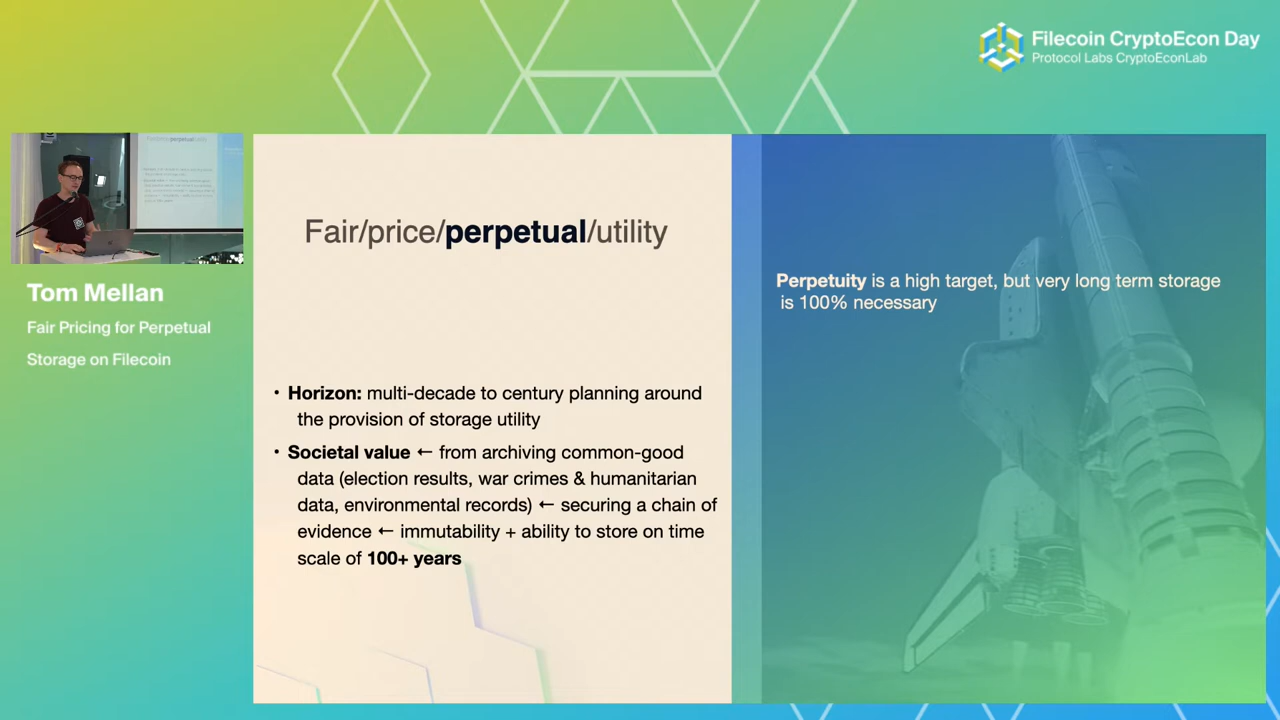 Filecoin CryptoEcon Day
Protocol Labs CryptoEconLab
Tom Mellan
Fair Pricing for Perpetual
Storage on Filecoin
Fair/price/perpetual/utility
• Horizon: multi-decade to century planning around
the provision of storage utility
• Societal value ← from archiving common-good
data (election results, war crimes & humanitarian
data, environmental records) ← securing a chain of
evidence ← immutability + ability to store on time
scale of 100+ years
Perpetuity is a high target, but very long term storage
is 100% necessary